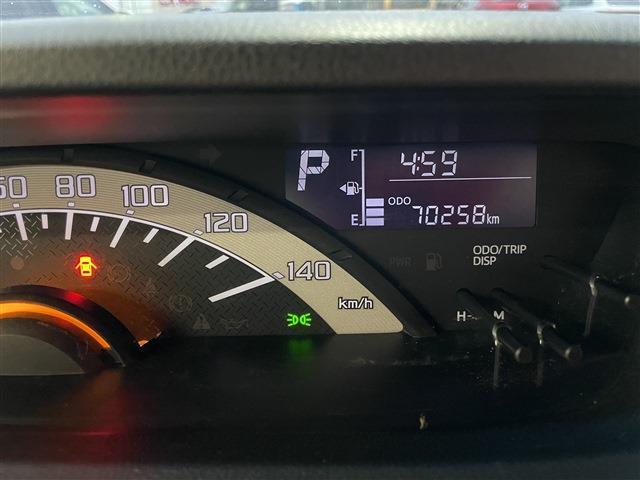 P
F
4:59
E
ODO
70258km
60
80
100
120
140
km/h
PWR
ODO/TRIP
DISP
H-
M